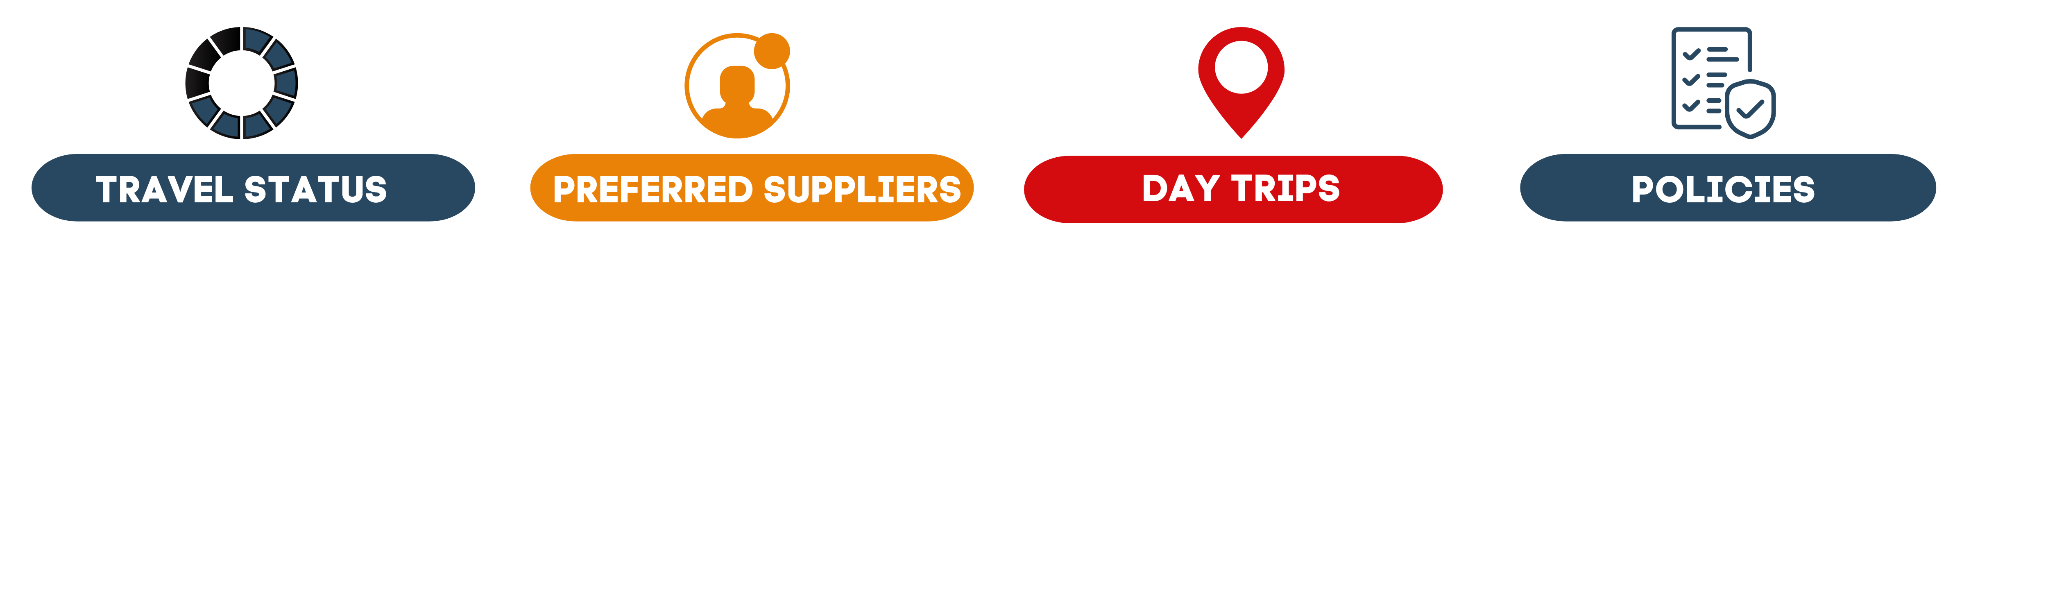 TRAVEL STATUS
PREFERRED SUPPLIERS
DAY TRIPS
POLICIES